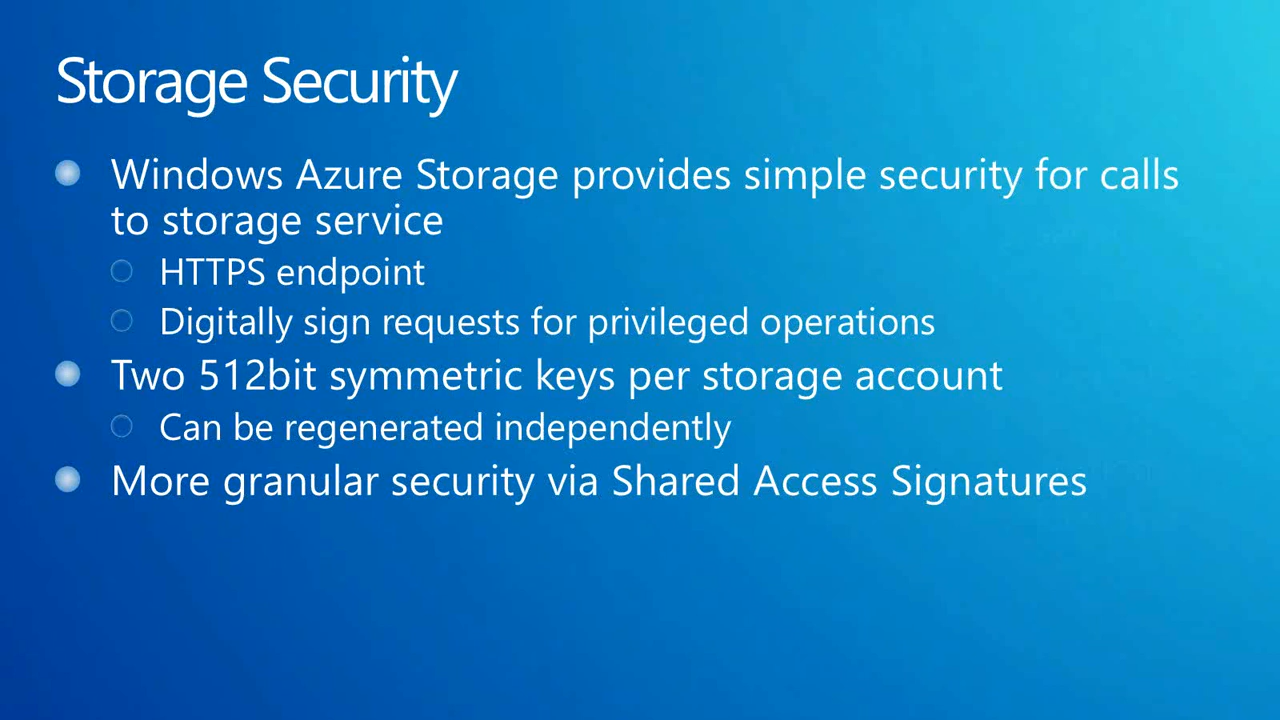 Storage Security
Windows Azure Storage provides simple security for calls
to storage service
HTTPS endpoint
Digitally sign requests for privileged operations
Two 512bit symmetric keys per storage account
Can be regenerated independently
More granular security via Shared Access Signatures